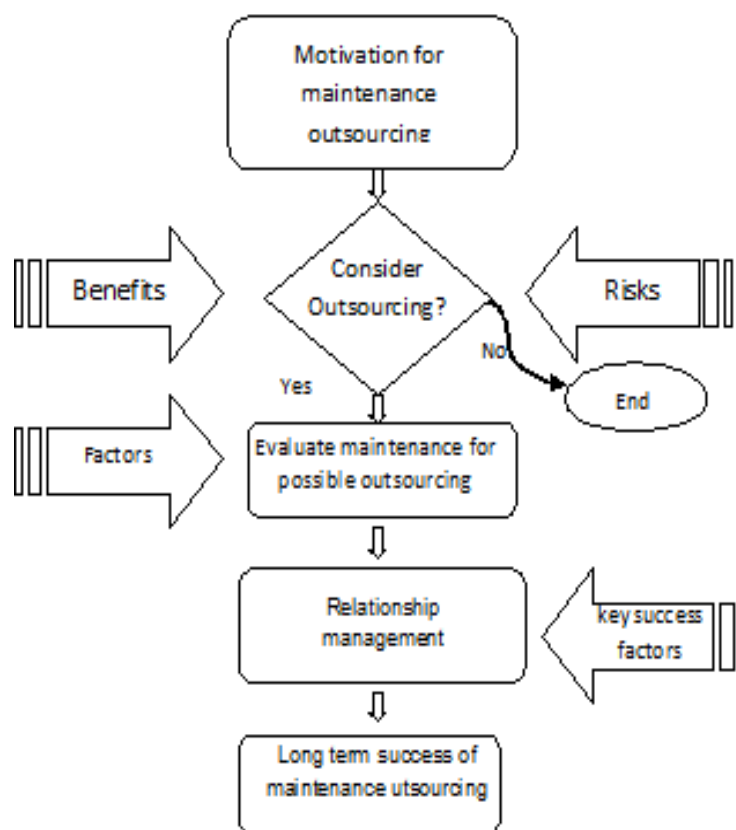 Motivation for
maintenance
outsourcing
Consider
Outsourcing?
Benefits
Risks
No
End
Yes
Factors
Evaluate maintenance for
possible outsourcing
Relationship
management
key success
factors
Long term success of
maintenance utsourcing